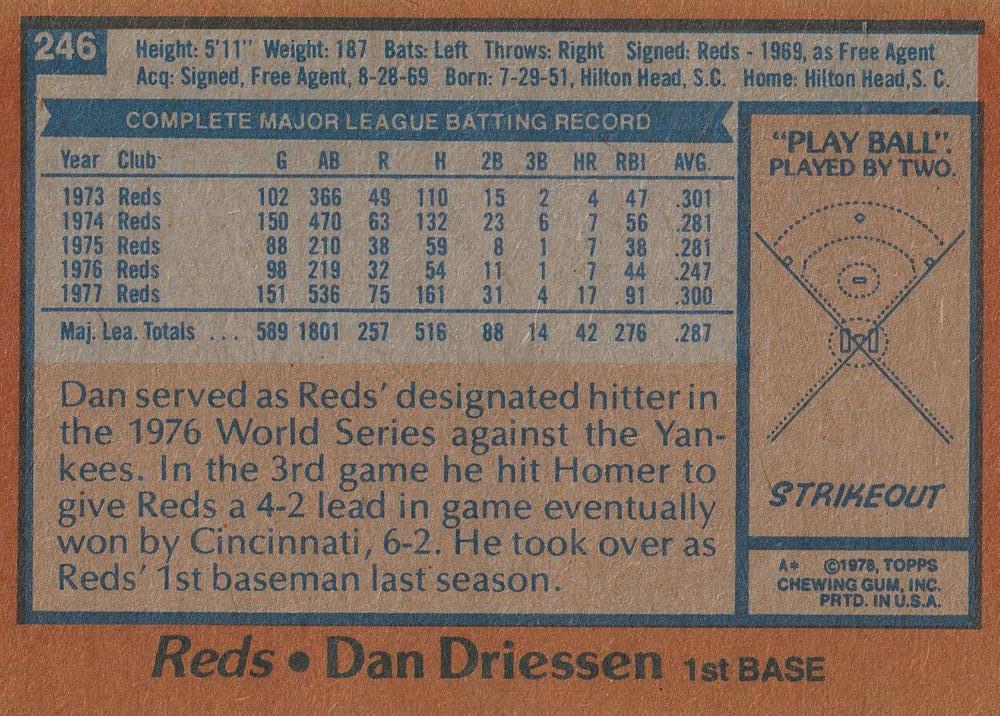 246
Height: 5'11" Weight: 187 Bats: Left Throws: Right Signed: Reds - 1969, as Free Agent
Acq: Signed, Free Agent, 8-28-69 Born: 7-29-51, Hilton Head, S.C. Home: Hilton Head, S. C.
COMPLETE MAJOR LEAGUE BATTING RECORD
Year Club G AB R H 2B 3B HR RBI AVG.
1973 Reds 102 366 49 110 15 2 4 47 .301
1974 Reds 150 470 63 132 23 6 7 56 .281
1975 Reds 88 210 38 59 8 1 7 38 .281
1976 Reds 98 219 32 54 11 1 7 44 .247
1977 Reds 151 536 75 161 31 4 17 91 .300
Maj. Lea. Totals ... 589 1801 257 516 88 14 42 276 .287
Dan served as Reds' designated hitter in
the 1976 World Series against the Yan-
kees. In the 3rd game he hit Homer to
give Reds a 4-2 lead in game eventually
won by Cincinnati, 6-2. He took over as
Reds' 1st baseman last season.
"PLAY BALL".
PLAYED BY TWO.
STRIKEOUT
A* ©1978, TOPPS
CHEWING GUM, INC.
PRTD. IN U.S.A.
Reds • Dan Driessen 1st BASE